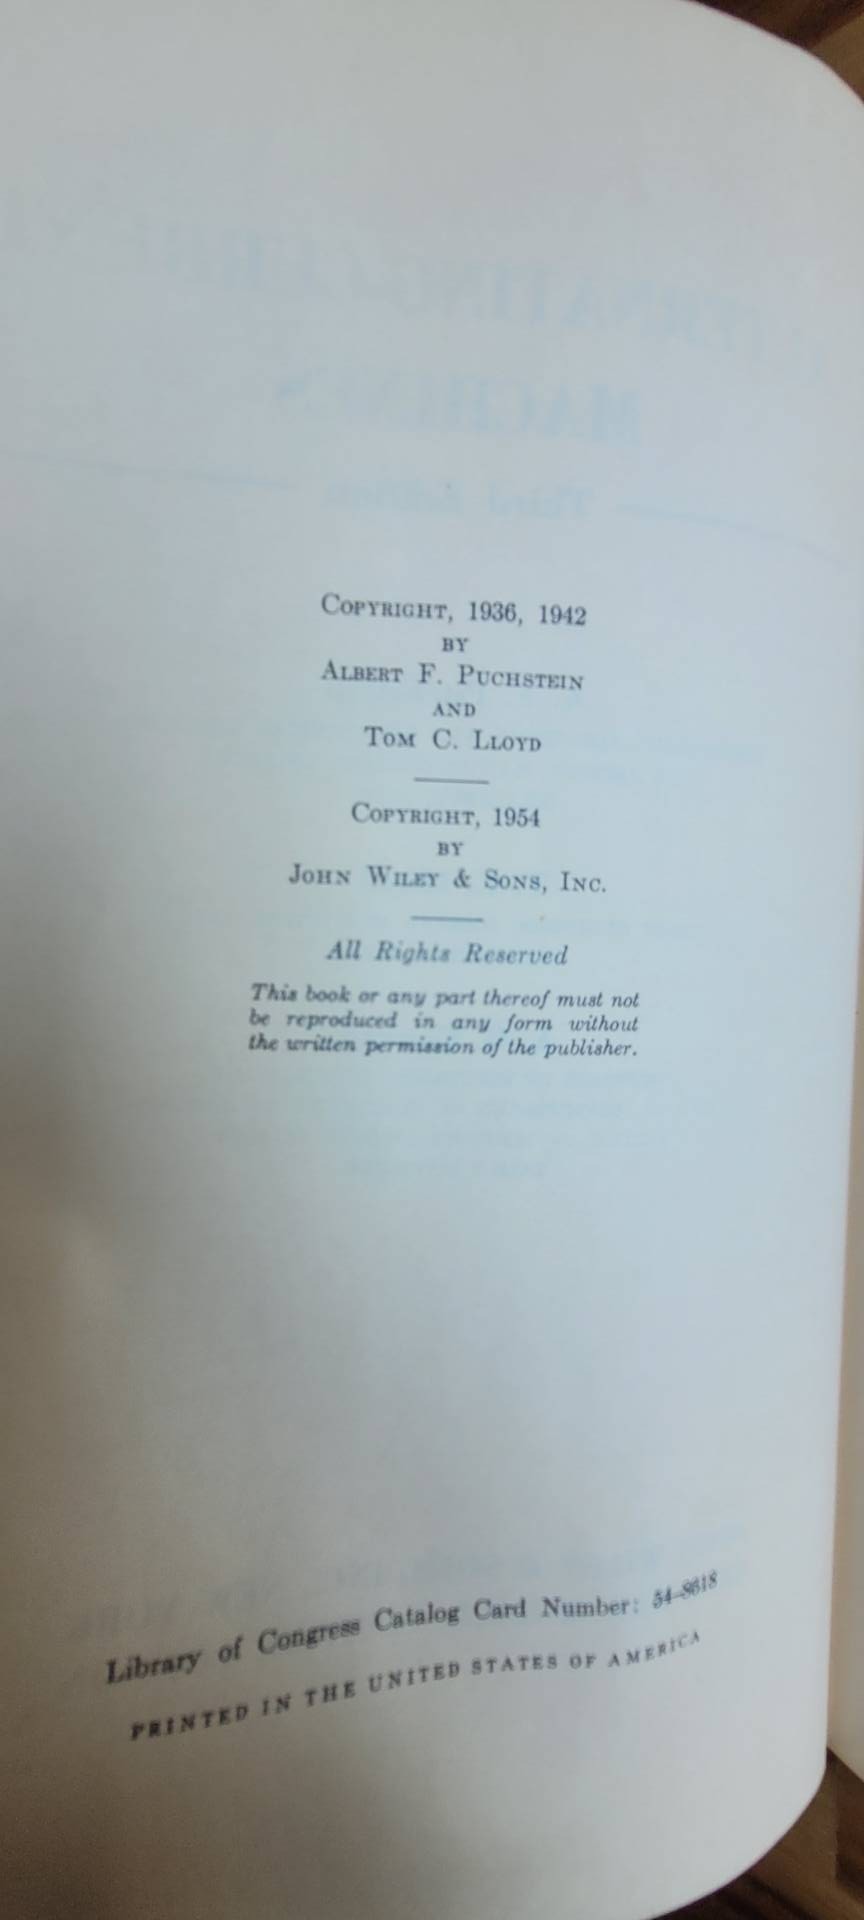 COPYRIGHT, 1936, 1942
BY
ALBERT F. PUCHSTEIN
AND
TOM C. LLOYD
COPYRIGHT, 1954
BY
JOHN WILEY & SONS, INC.
All Rights Reserved
This book or any part thereof must not
be reproduced in any form without
the written permission of the publisher.
Library of Congress Catalog Card Number: 54-8618
PRINTED IN THE UNITED STATES OF AMERICA